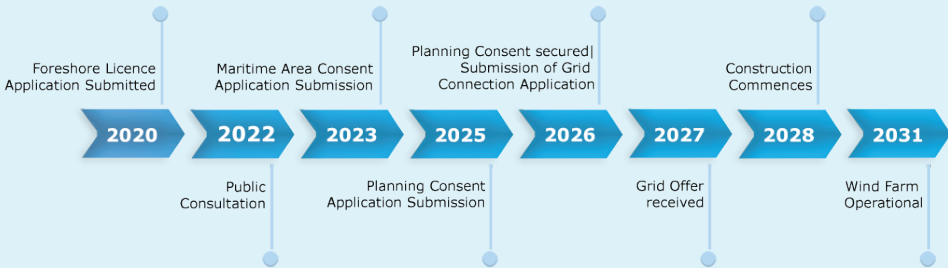 Foreshore Licence
Application Submitted
Maritime Area Consent
Application Submission
Planning Consent secured|
Submission of Grid
Connection Application
Construction
Commences
2020
2022
2023
2025
2026
2027
2028
2031
Public
Consultation
Planning Consent
Application Submission
Grid Offer
received
Wind Farm
Operational